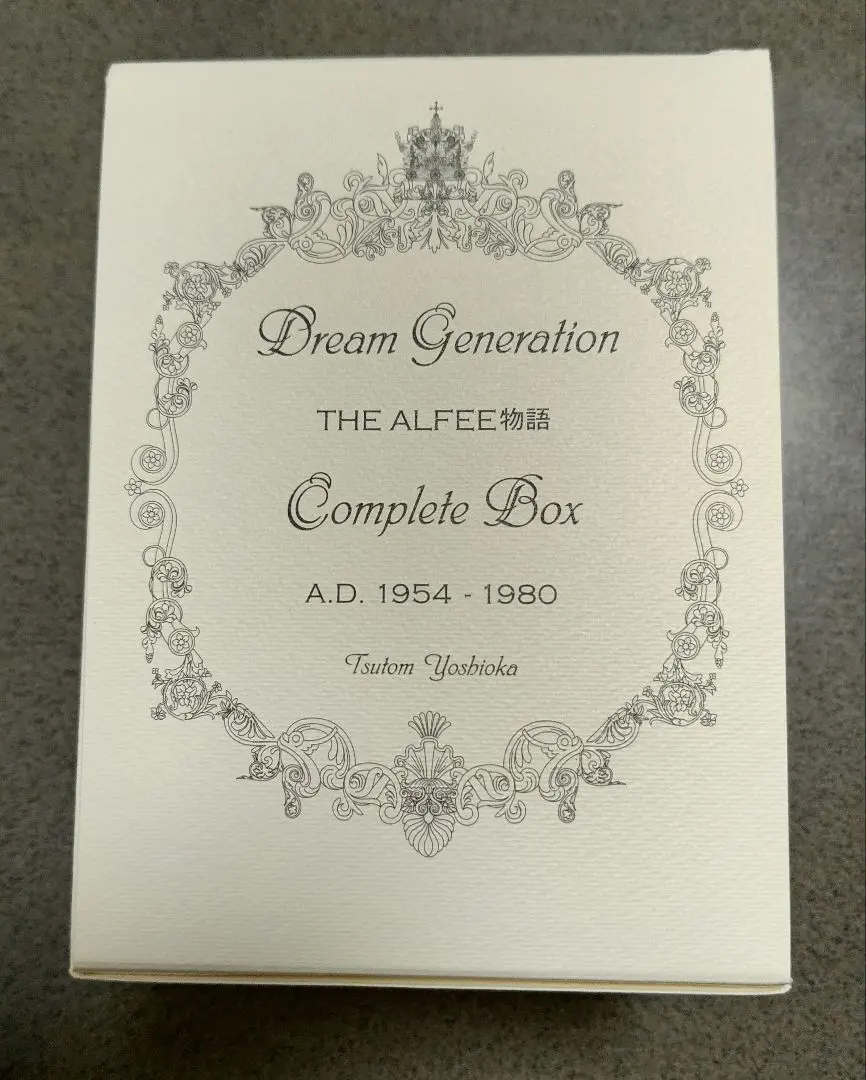 Dream Generation
THE ALFEE物語
Complete Box
A.D. 1954 - 1980
Tsutom Yoshioka